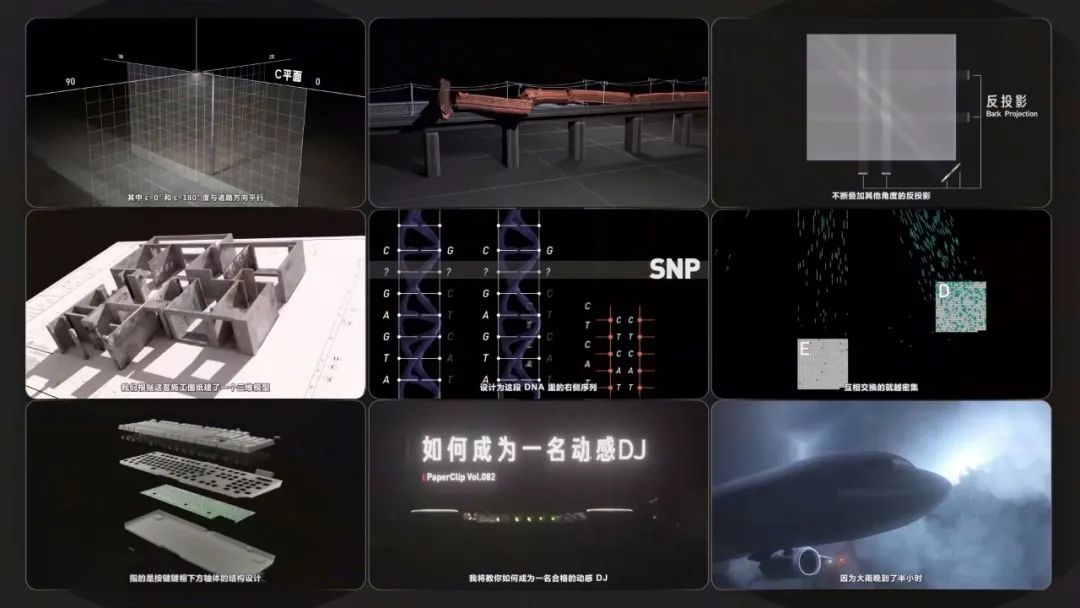 90
10
20
C平面
0
其中 c=0° 和 c=180° 度与道路方向平行
反投影
Back Projection
不断叠加其他角度的反投影
我们根据这套施工图纸建了一个三维模型
SNP
C G C G
? ? ? ?
G C G C
A T A T
G C G C
T A T A
A T A T
C
T
C
A
A
C C
T T
C C
A A
T T
设计为这段 DNA 里的右侧序列
D
E
互相交换的就越密集
指的是按键键帽下方轴体的结构设计
如何成为一名动感DJ
PaperClip Vol.082
我将教你如何成为一名合格的动感 DJ
因为大雨晚到了半小时